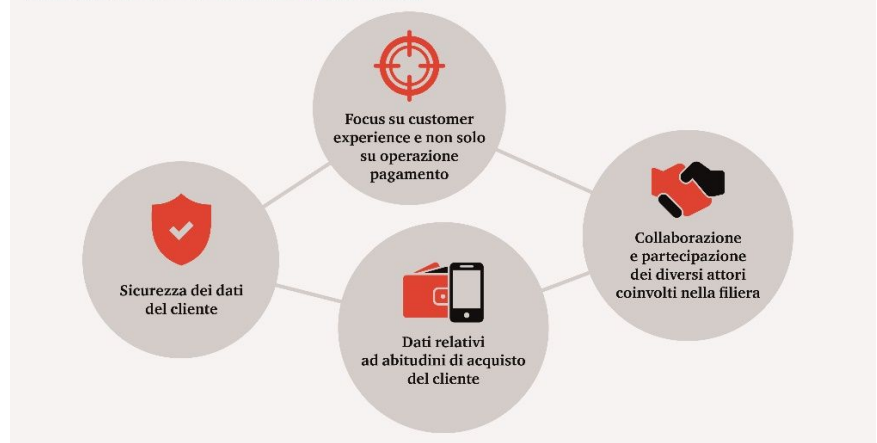 Focus su customer
experience e non solo
su operazione
pagamento
Sicurezza dei dati
del cliente
Collaborazione
e partecipazione
dei diversi attori
coinvolti nella filiera
Dati relativi
ad abitudini di acquisto
del cliente